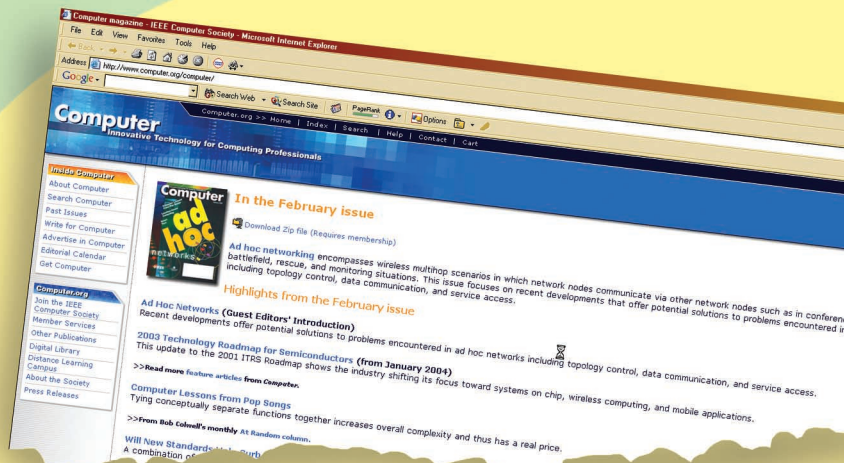 Computer magazine - IEEE Computer Society - Microsoft Internet Explorer
File Edit View Favorites Tools Help
Back
Address http://www.computer.org/computer/
Google Search Web Search Site PageRank Options
Computer
Innovative Technology for Computing Professionals
Computer.org >> Home | Index | Search | Help | Contact | Cart
Inside Computer
About Computer
Search Computer
Past Issues
Write for Computer
Advertise in Computer
Editorial Calendar
Get Computer
Computer.org
Join the IEEE
Computer Society
Member Services
Other Publications
Digital Library
Distance Learning
Campus
About the Society
Press Releases
Computer
ad
hoc
networks
In the February issue
Download Zip file (Requires membership)
Ad hoc networking encompasses wireless multihop scenarios in which network nodes communicate via other network nodes such as in conferenc
battlefield, rescue, and monitoring situations. This issue focuses on recent developments that offer potential solutions to problems encountered in
including topology control, data communication, and service access.
Highlights from the February issue
Ad Hoc Networks (Guest Editors' Introduction)
Recent developments offer potential solutions to problems encountered in ad hoc networks including topology control, data communication, and service access.
2003 Technology Roadmap for Semiconductors (from January 2004)
This update to the 2001 ITRS Roadmap shows the industry shifting its focus toward systems on chip, wireless computing, and mobile applications.
>>Read more feature articles from Computer.
Computer Lessons from Pop Songs
Tying conceptually separate functions together increases overall complexity and thus has a real price.
>>From Bob Colwell's monthly At Random column.
Will New Standards Help Curb
A combination of